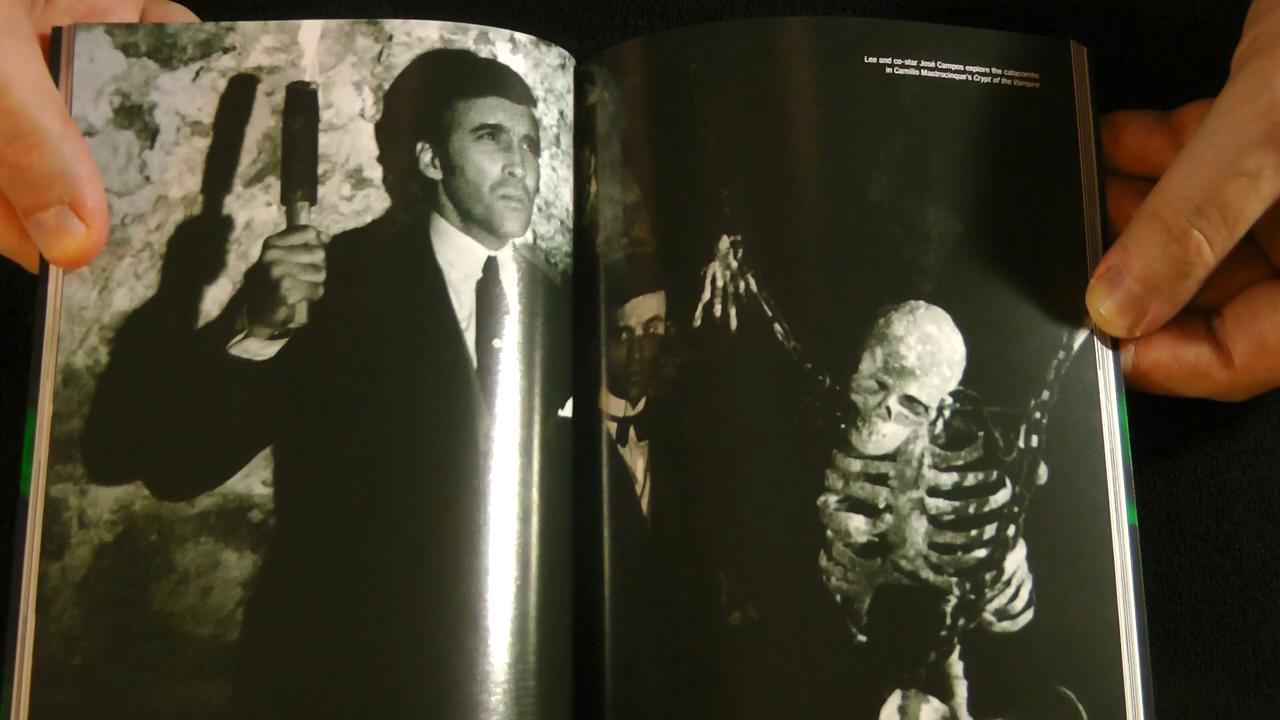 Lee and co-star José Campos explore the catacombs
in Camillo Mastrocinque's Crypt of the Vampire